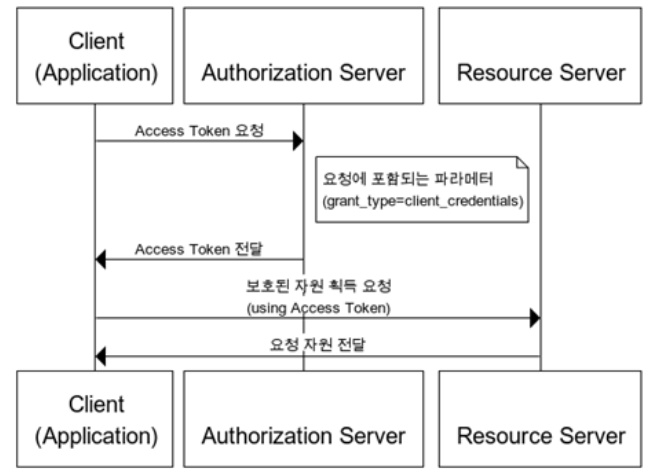 Client
(Application)
Authorization Server
Resource Server
Access Token 요청
요청에 포함되는 파라메터
(grant_type=client_credentials)
Access Token 전달
보호된 자원 획득 요청
(using Access Token)
요청 자원 전달
Client
(Application)
Authorization Server
Resource Server